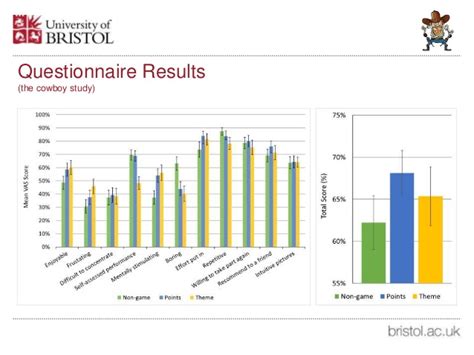 University of
BRISTOL
Questionnaire Results
(the cowboy study)
100%
90%
80%
70%
60%
50%
40%
30%
20%
10%
0%
Mean VAS Score
Enjoyable
Frustating
Difficult to concentrate
Self-assessed performance
Mentally stimulating
Boring
Effort put in
Repetitive
Willing to take part again
Recommend to a friend
Intuitive pictures
Non-game Points Theme
75%
70%
65%
60%
55%
Total Score (%)
Non-game Points Theme
bristol.ac.uk